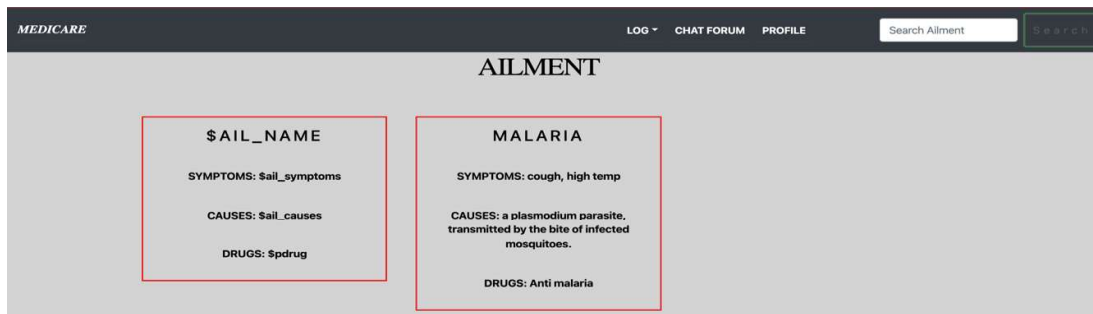 MEDICARE LOG CHAT FORUM PROFILE Search Ailment Search
AILMENT
$AIL_NAME
SYMPTOMS: $ail_symptoms
CAUSES: $ail_causes
DRUGS: $pdrug
MALARIA
SYMPTOMS: cough, high temp
CAUSES: a plasmodium parasite,
transmitted by the bite of infected
mosquitoes.
DRUGS: Anti malaria